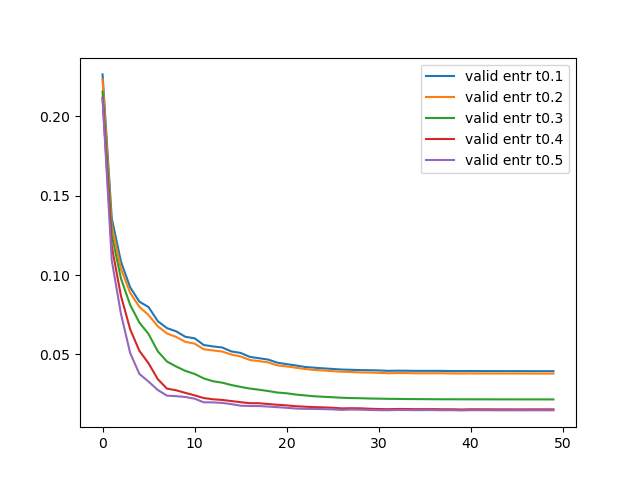 valid entr t0.1
valid entr t0.2
valid entr t0.3
valid entr t0.4
valid entr t0.5
0.20
0.15
0.10
0.05
0 10 20 30 40 50